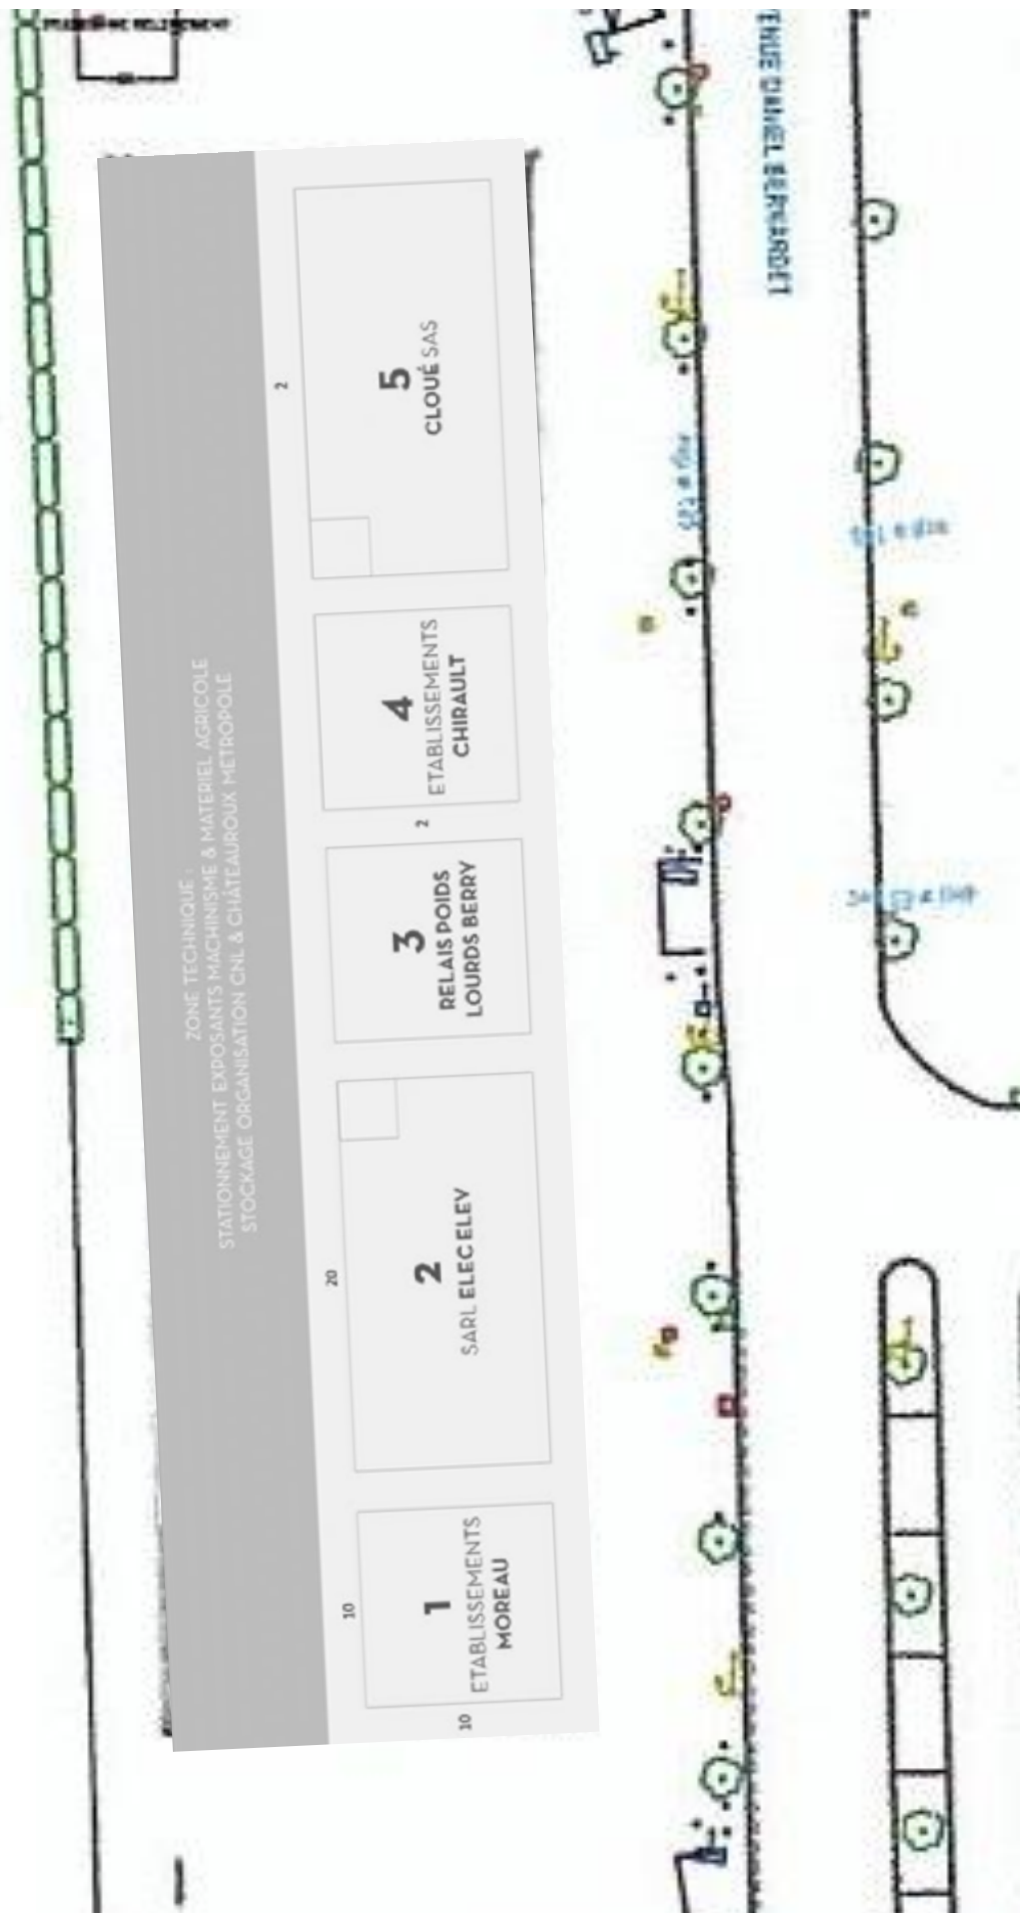 ZONE TECHNIQUE :
STATIONNEMENT EXPOSANTS MACHINISME & MATERIEL AGRICOLE
STOCKAGE ORGANISATION CNL & CHÂTEAUROUX METROPOLE
10
10
1
ETABLISSEMENTS
MOREAU
20
2
SARL ELEC ELEV
3
RELAIS POIDS
LOURDS BERRY
2
4
ETABLISSEMENTS
CHIRAULT
2
5
CLOUÉ SAS